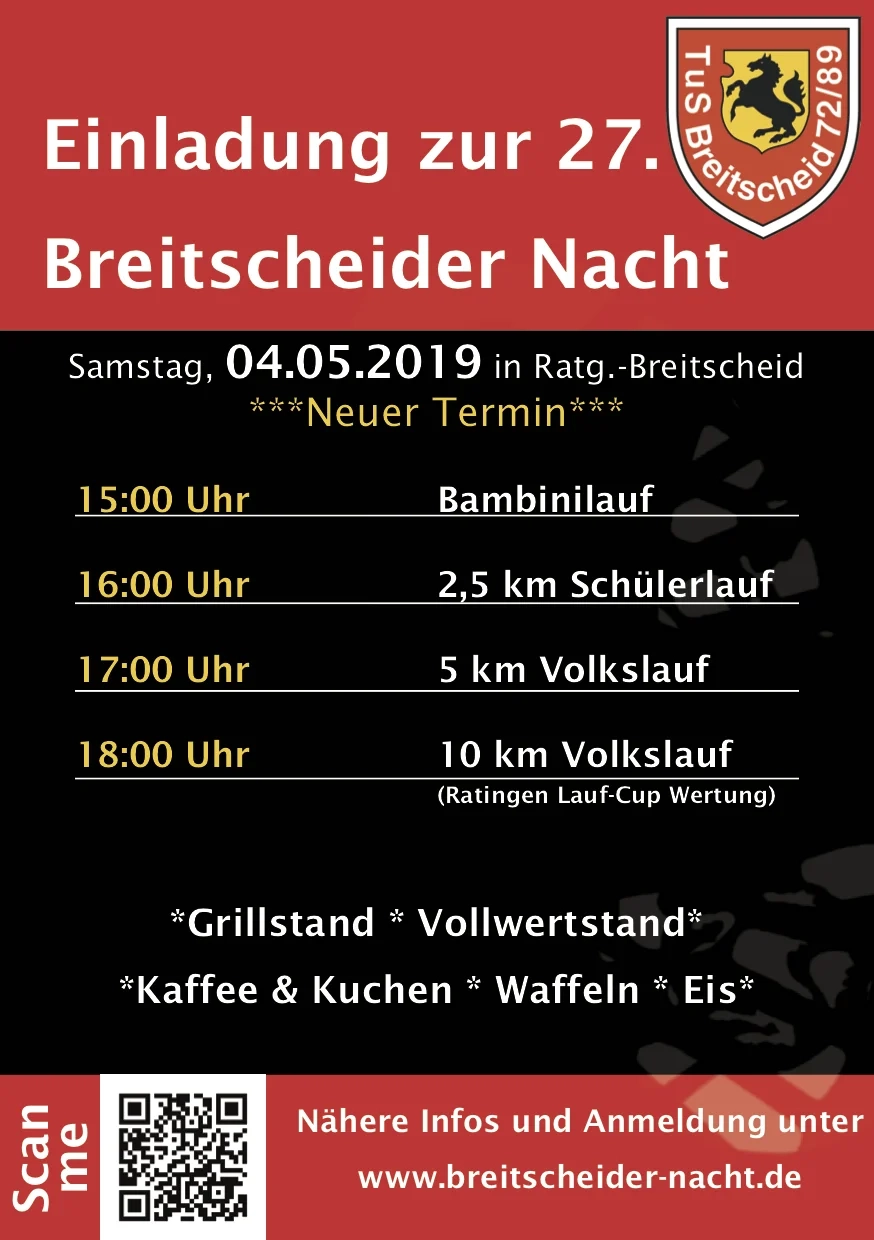 Einladung zur 27.
Breitscheider Nacht
TuS Breitscheid 72/89
Samstag, 04.05.2019 in Ratg.-Breitscheid
***Neuer Termin***
15:00 Uhr Bambinilauf
16:00 Uhr 2,5 km Schülerlauf
17:00 Uhr 5 km Volkslauf
18:00 Uhr 10 km Volkslauf
(Ratingen Lauf-Cup Wertung)
*Grillstand * Vollwertstand*
*Kaffee & Kuchen * Waffeln * Eis*
Scan
me
Nähere Infos und Anmeldung unter
www.breitscheider-nacht.de